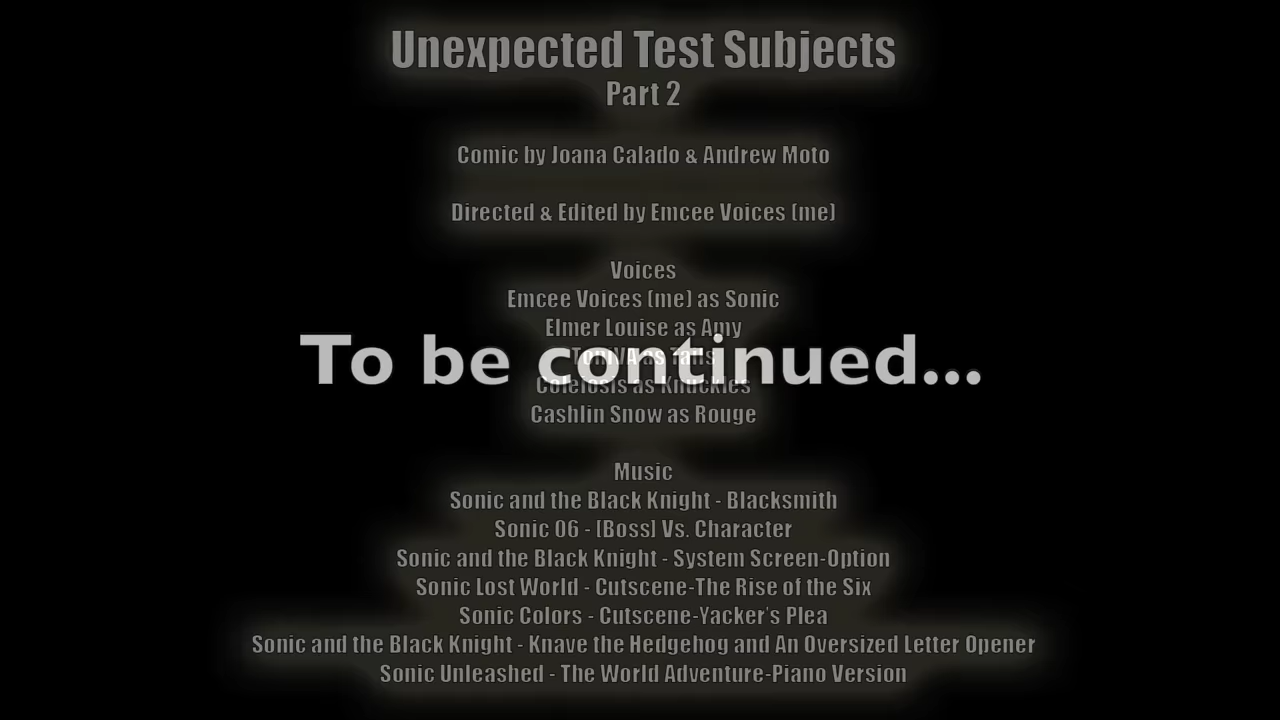 Unexpected Test Subjects
Part 2
Comic by Joana Calado & Andrew Moto
Directed & Edited by Emcee Voices (me)
Voices
Emcee Voices (me) as Sonic
Elmer Louise as Amy
as Tails
To be continued...
as Knuckles
Cashlin Snow as Rouge
Music
Sonic and the Black Knight - Blacksmith
Sonic 06 - [Boss] Vs. Character
Sonic and the Black Knight - System Screen-Option
Sonic Lost World - Cutscene-The Rise of the Six
Sonic Colors - Cutscene-Yacker's Plea
Sonic and the Black Knight - Knave the Hedgehog and An Oversized Letter Opener
Sonic Unleashed - The World Adventure-Piano Version